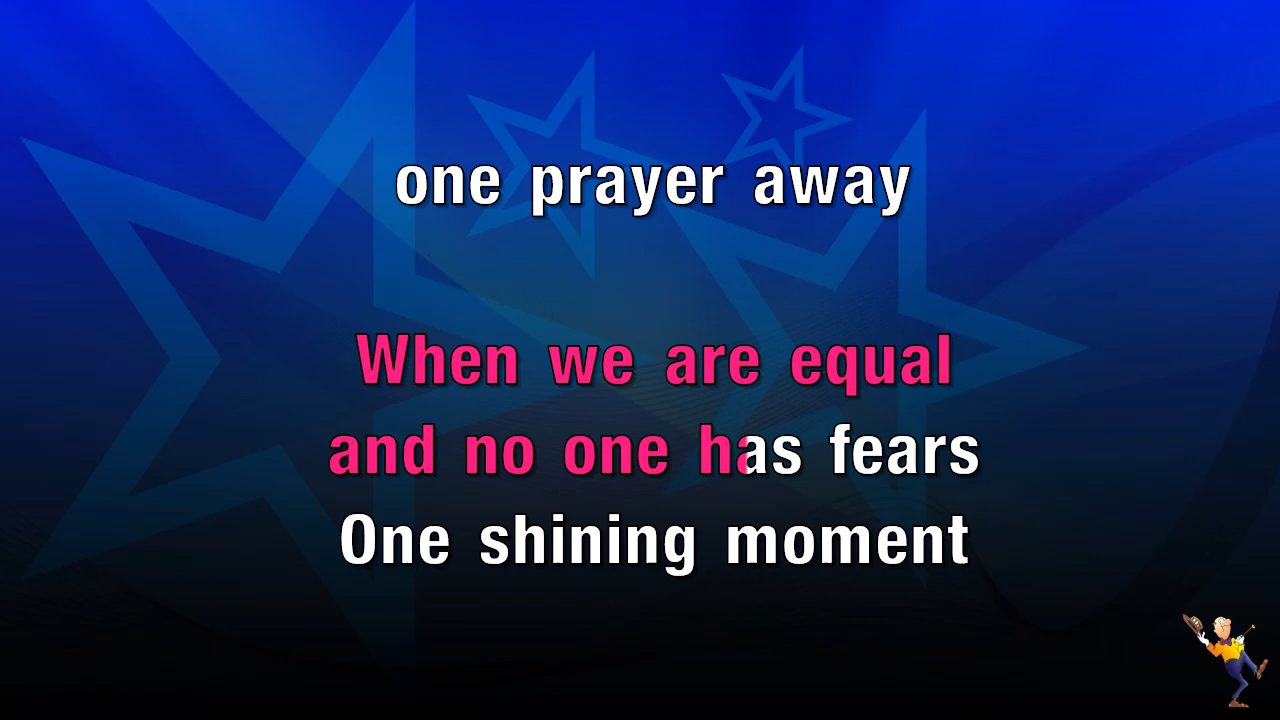 one prayer away
When we are equal
and no one has fears
One shining moment